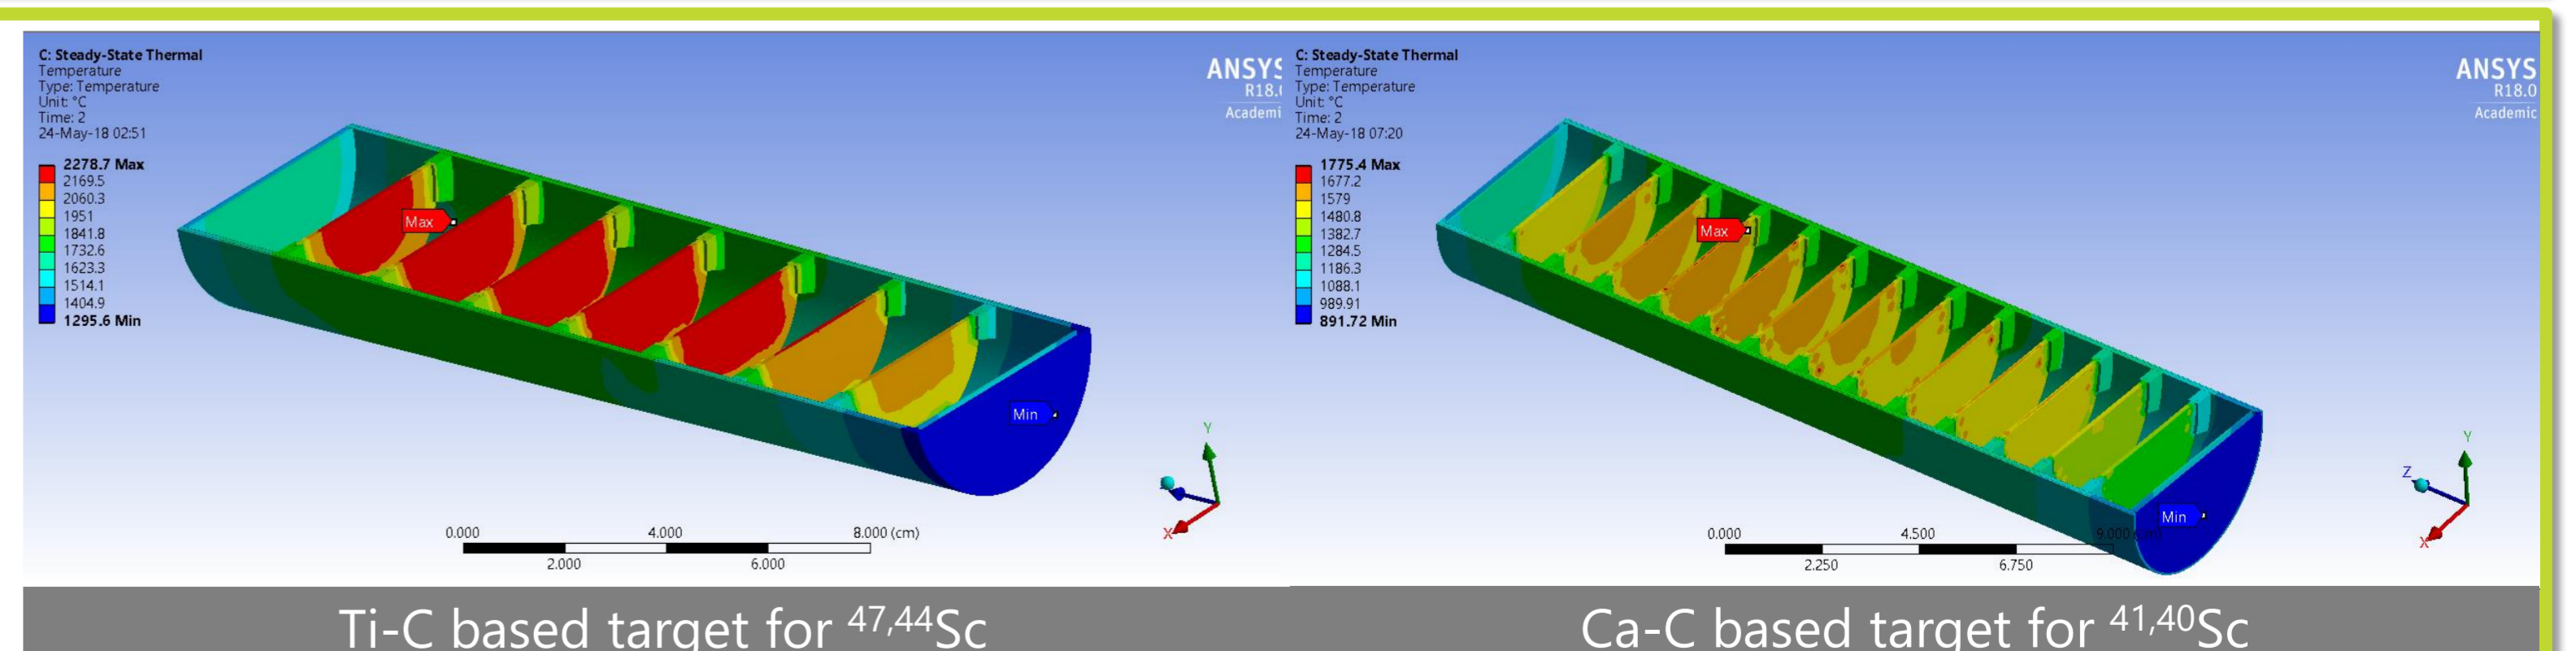 C: Steady-State Thermal
Temperature
Type: Temperature
Unit: °C
Time: 2
24-May-18 02:51
2278.7 Max
2169.5
2060.3
1951
1841.8
1732.6
1623.3
1514.1
1404.9
1295.6 Min
ANSYS
R18.
Academi
Max
Min
Y
X
0.000 4.000 8.000 (cm)
2.000 6.000
Ti-C based target for 47,44Sc
C: Steady-State Thermal
Temperature
Type: Temperature
Unit: °C
Time: 2
24-May-18 07:20
1775.4 Max
1677.2
1579
1480.8
1382.7
1284.5
1186.3
1088.1
989.91
891.72 Min
ANSYS
R18.0
Academic
Max
Min
Y
Z
X
0.000 4.500 9.000 (cm)
2.250 6.750
Ca-C based target for 41,40Sc